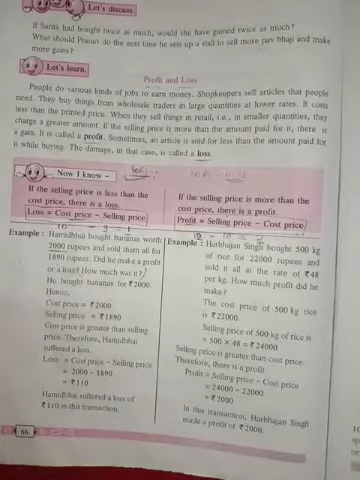 Let's discuss.
If Sarita had bought twice as much, would she have gained twice as much?
What should Pranav do the next time he sets up a stall to sell more pav bhaji and make
more gains?
Let's learn.
Profit and Loss
People do various kinds of jobs to earn money. Shopkeepers sell articles that people
need. They buy things from wholesale traders in large quantities at lower rates. It costs
less than the printed price. When they sell things in retail, i.e., in smaller quantities, they
charge a greater amount. If the selling price is more than the amount paid for it, there is
a gain. It is called a profit. Sometimes, an article is sold for less than the amount paid for
it while buying. The damage, in that case, is called a loss.
Now I know -
If the selling price is less than the
cost price, there is a loss.
Loss = Cost price - Selling price
If the selling price is more than the
cost price, there is a profit.
Profit = Selling price - Cost price
Example : Hamidbhai bought bananas worth
2000 rupees and sold them all for
1890 rupees. Did he make a profit
or a loss? How much was it?
He bought bananas for ₹2000.
Hence,
Cost price = ₹2000
Selling price = ₹1890
Cost price is greater than selling
price. Therefore, Hamidbhai
suffered a loss.
Loss = Cost price - Selling price
= 2000 - 1890
= ₹110
Hamidbhai suffered a loss of
₹110 in this transaction.
Example : Harbhajan Singh bought 500 kg
of rice for 22000 rupees and
sold it all at the rate of ₹48
per kg. How much profit did he
make?
The cost price of 500 kg rice
is ₹22000.
Selling price of 500 kg of rice is
= 500 × 48 = ₹24000
Selling price is greater than cost price.
Therefore, there is a profit.
Profit = Selling price - Cost price
= 24000 - 22000
= ₹2000
In this transaction, Harbhajan Singh
made a profit of ₹2000.
66